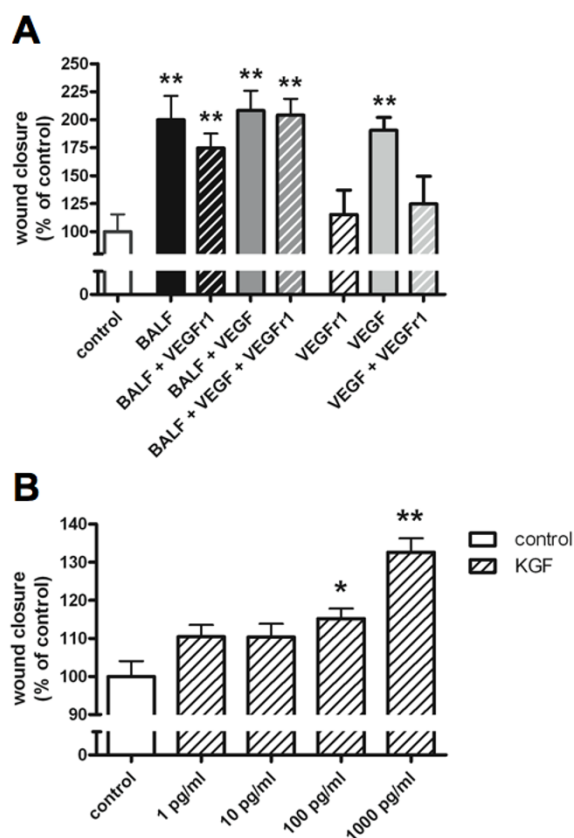 A
wound closure
(% of control)
250
225
200
175
150
125
100
0
** ** ** ** **
control
BALF
BALF + VEGFr1
BALF + VEGF
BALF + VEGF + VEGFr1
VEGFr1
VEGF
VEGF + VEGFr1
B
wound closure
(% of control)
140
130
120
110
100
90
0
* **
control
1 pg/ml
10 pg/ml
100 pg/ml
1000 pg/ml
control
KGF